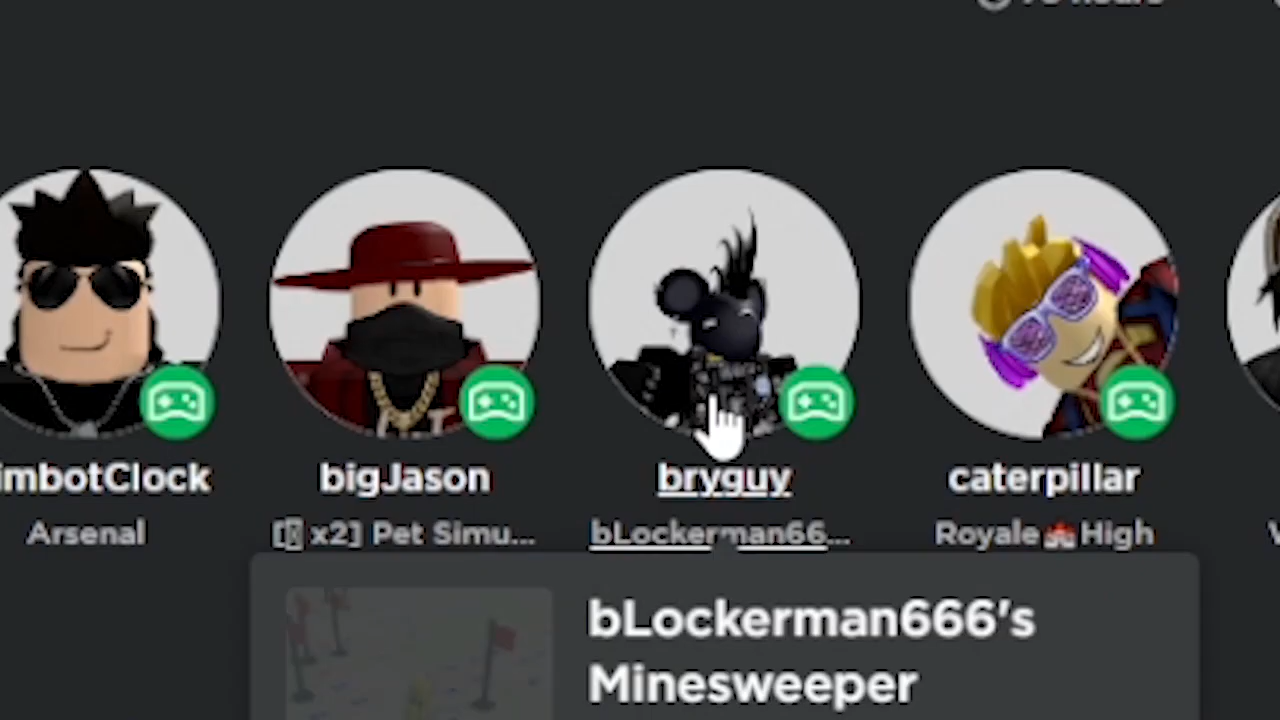 imbotClock
bigJason
bryguy
caterpillar
Arsenal
x2] Pet Simu...
bLockerman66...
Royale🏰High
bLockerman666's
Minesweeper